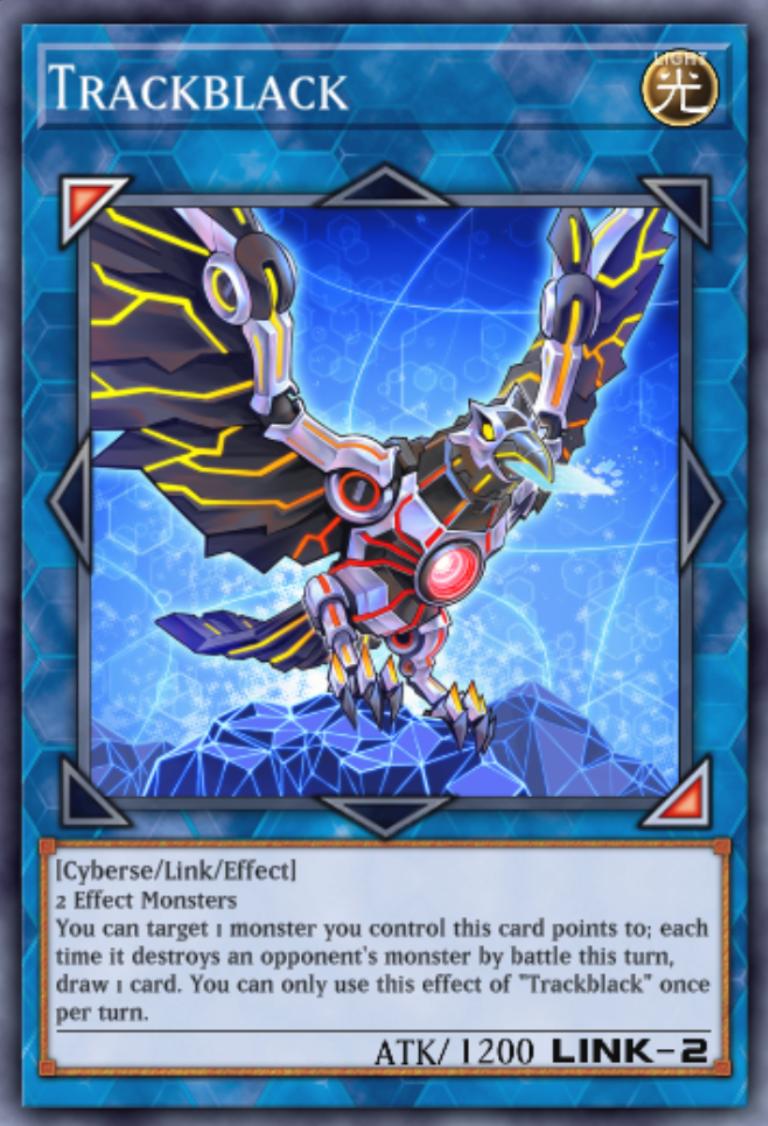 Trackblack
LIGHT
光
[Cyberse/Link/Effect]
2 Effect Monsters
You can target 1 monster you control this card points to; each
time it destroys an opponent's monster by battle this turn,
draw 1 card. You can only use this effect of "Trackblack" once
per turn.
ATK/ 1200 LINK-2